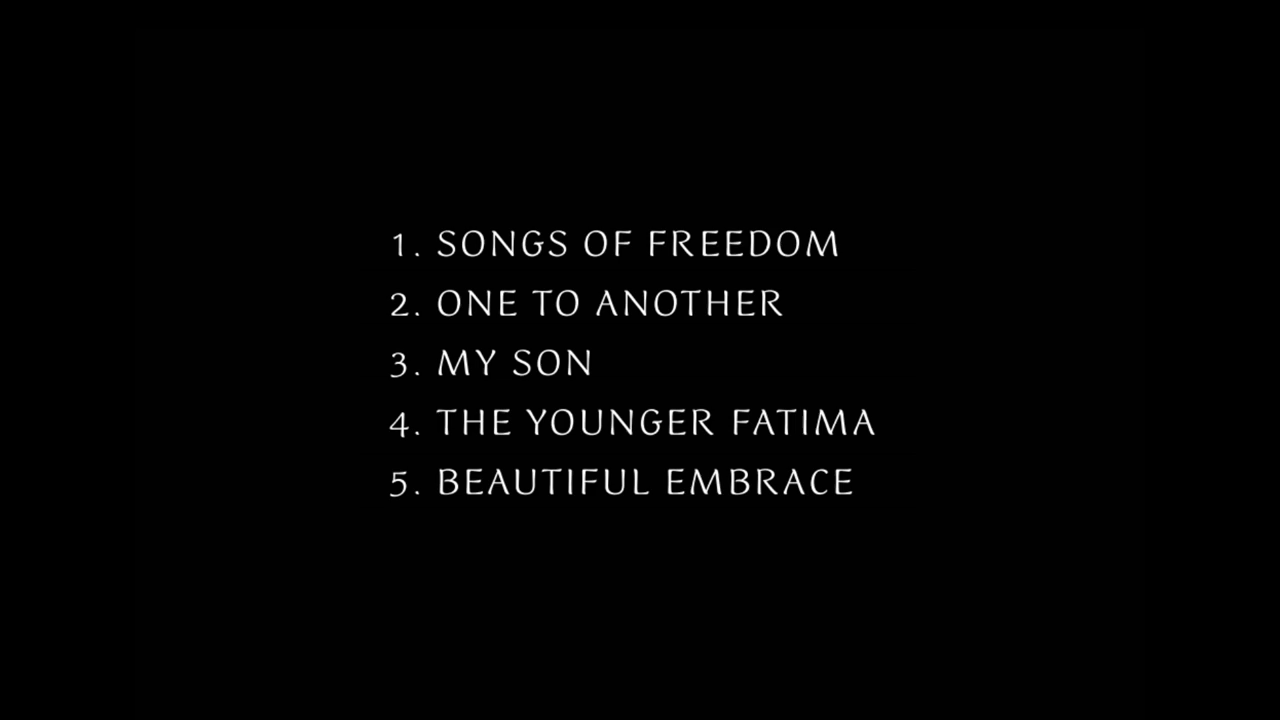 1. SONGS OF FREEDOM
2. ONE TO ANOTHER
3. MY SON
4. THE YOUNGER FATIMA
5. BEAUTIFUL EMBRACE